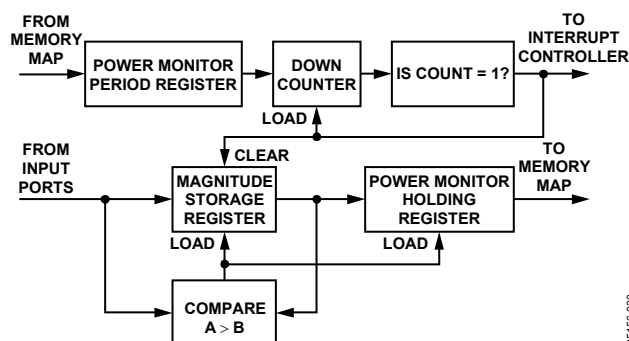 FROM
MEMORY
MAP
POWER MONITOR
PERIOD REGISTER
DOWN
COUNTER
IS COUNT = 1?
TO
INTERRUPT
CONTROLLER
LOAD
CLEAR
FROM
INPUT
PORTS
MAGNITUDE
STORAGE
REGISTER
POWER MONITOR
HOLDING
REGISTER
TO
MEMORY
MAP
LOAD
LOAD
COMPARE
A > B